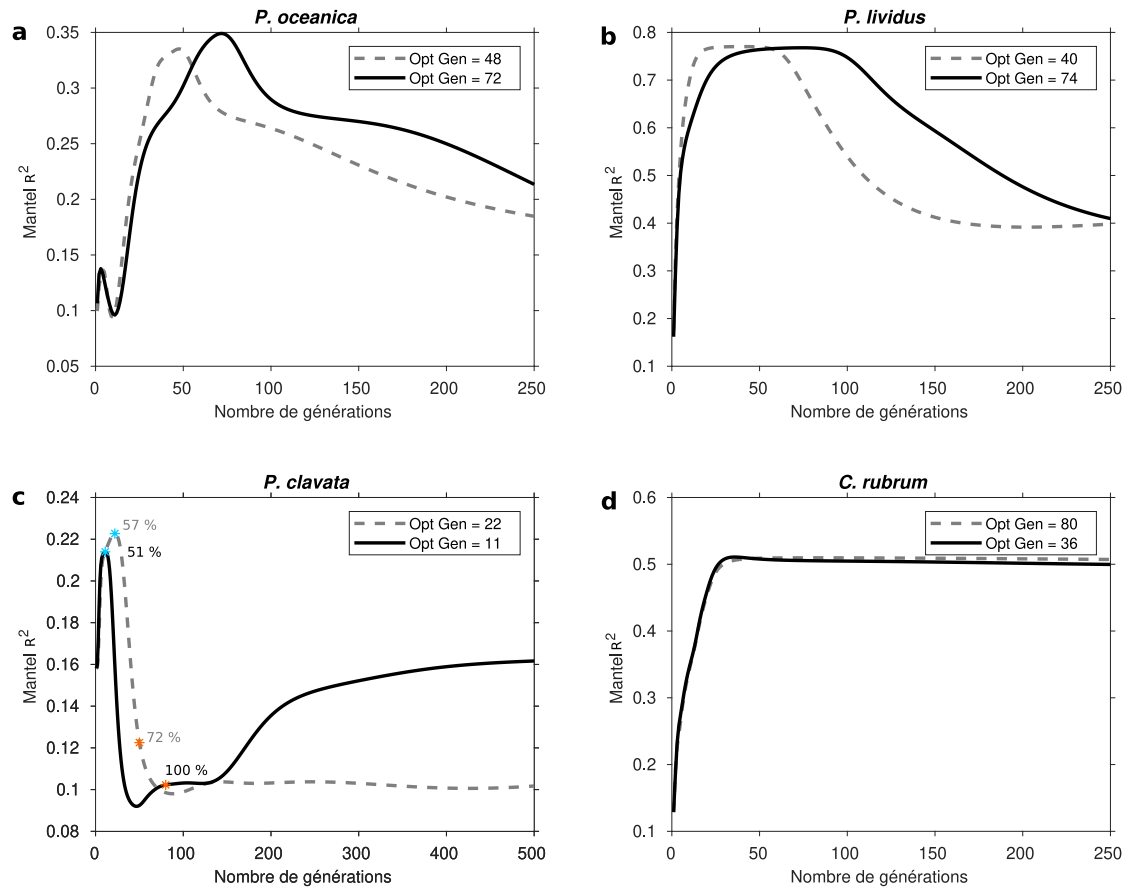 a
P. oceanica
Opt Gen = 48
Opt Gen = 72
Mantel R²
0.35
0.3
0.25
0.2
0.15
0.1
0.05
0 50 100 150 200 250
Nombre de générations
b
P. lividus
Opt Gen = 40
Opt Gen = 74
Mantel R²
0.8
0.7
0.6
0.5
0.4
0.3
0.2
0.1
0 50 100 150 200 250
Nombre de générations
c
P. clavata
Opt Gen = 22
Opt Gen = 11
57 %
51 %
72 %
100 %
Mantel R²
0.24
0.22
0.2
0.18
0.16
0.14
0.12
0.1
0.08
0 100 200 300 400 500
Nombre de générations
d
C. rubrum
Opt Gen = 80
Opt Gen = 36
Mantel R²
0.6
0.5
0.4
0.3
0.2
0.1
0 50 100 150 200 250
Nombre de générations